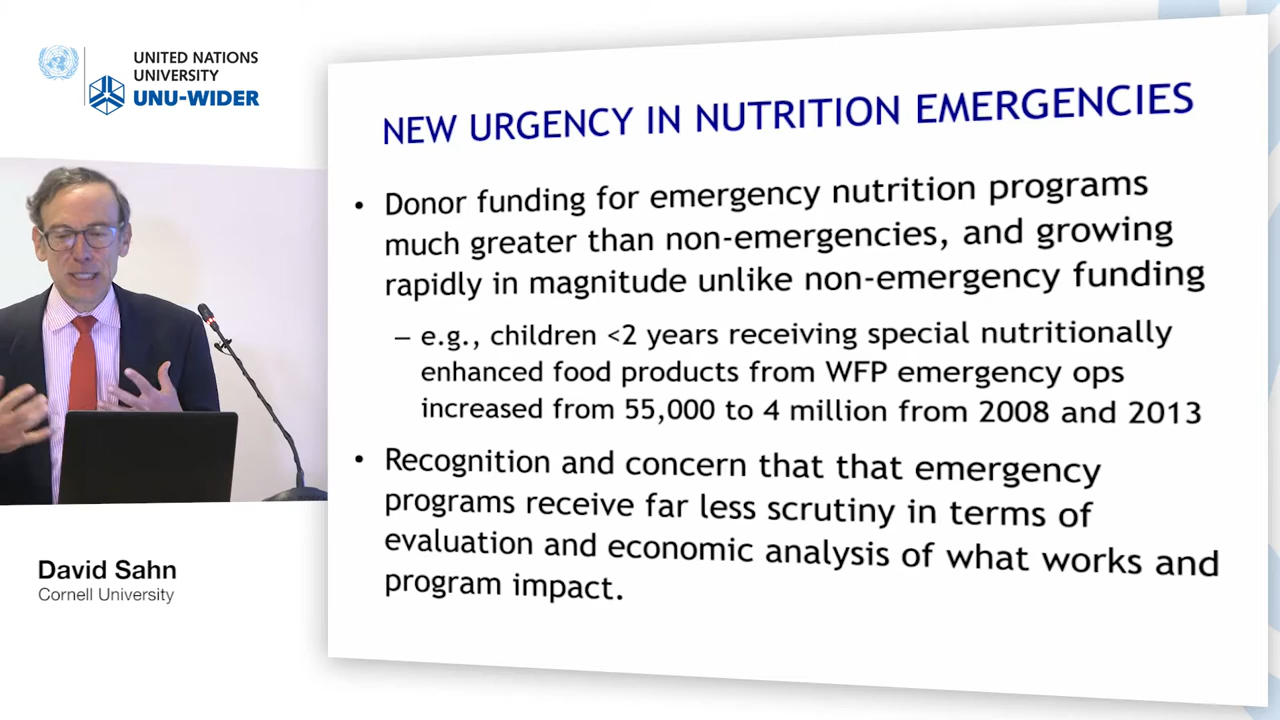 UNITED NATIONS
UNIVERSITY
UNU-WIDER
NEW URGENCY IN NUTRITION EMERGENCIES
• Donor funding for emergency nutrition programs
much greater than non-emergencies, and growing
rapidly in magnitude unlike non-emergency funding
– e.g., children <2 years receiving special nutritionally
enhanced food products from WFP emergency ops
increased from 55,000 to 4 million from 2008 and 2013
• Recognition and concern that that emergency
programs receive far less scrutiny in terms of
evaluation and economic analysis of what works and
program impact.
David Sahn
Cornell University